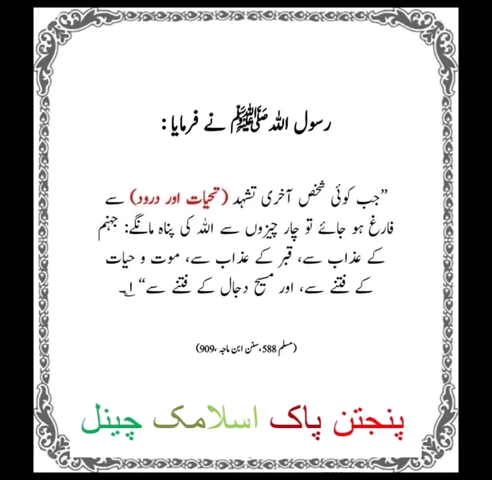 رسول اللہ ﷺ نے فرمایا :
”جب کوئی شخص آخری تشہد (تحیات اور درود) سے
فارغ ہو جائے تو چار چیزوں سے اللہ کی پناہ مانگے: جہنم
کے عذاب سے، قبر کے عذاب سے، موت و حیات
کے فتنے سے، اور مسیح دجال کے فتنے سے“ ۱؎۔
(مسلم 588، سنن ابن ماجہ ،909)
پنجتن پاک اسلامک چینل